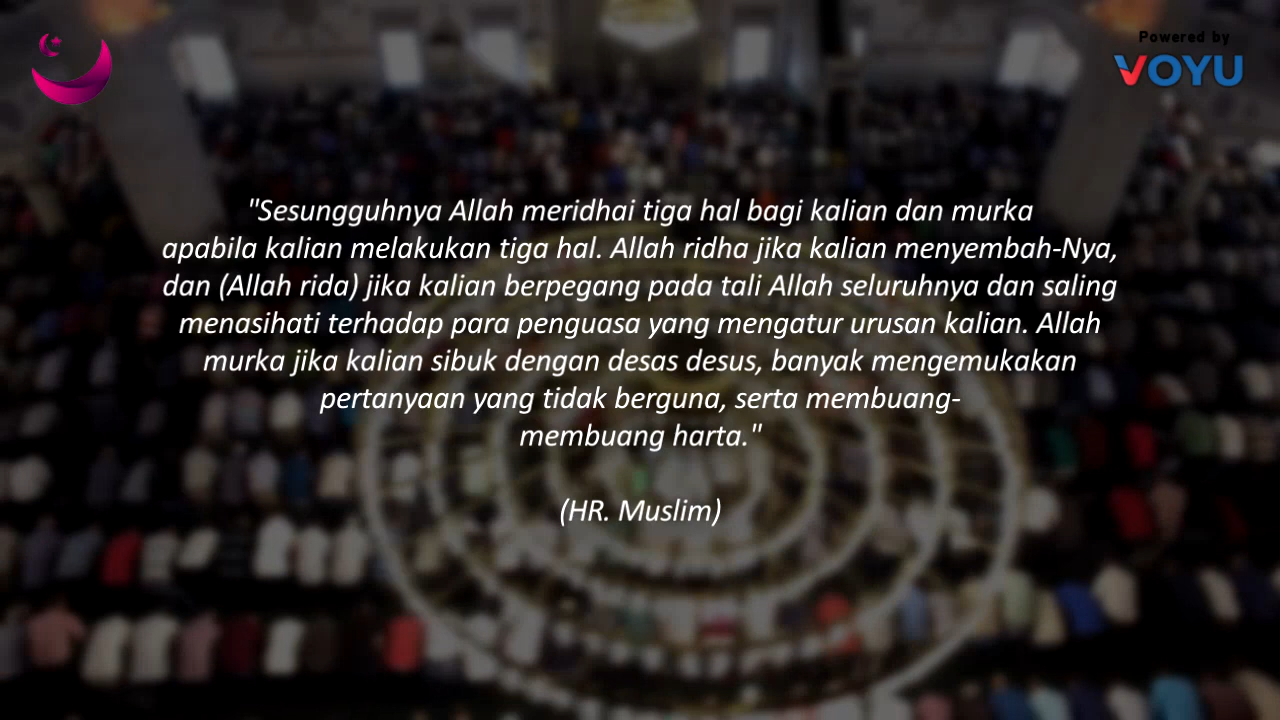 Powered by
VOYU
"Sesungguhnya Allah meridhai tiga hal bagi kalian dan murka
apabila kalian melakukan tiga hal. Allah ridha jika kalian menyembah-Nya,
dan (Allah rida) jika kalian berpegang pada tali Allah seluruhnya dan saling
menasihati terhadap para penguasa yang mengatur urusan kalian. Allah
murka jika kalian sibuk dengan desas desus, banyak mengemukakan
pertanyaan yang tidak berguna, serta membuang-
membuang harta."
(HR. Muslim)